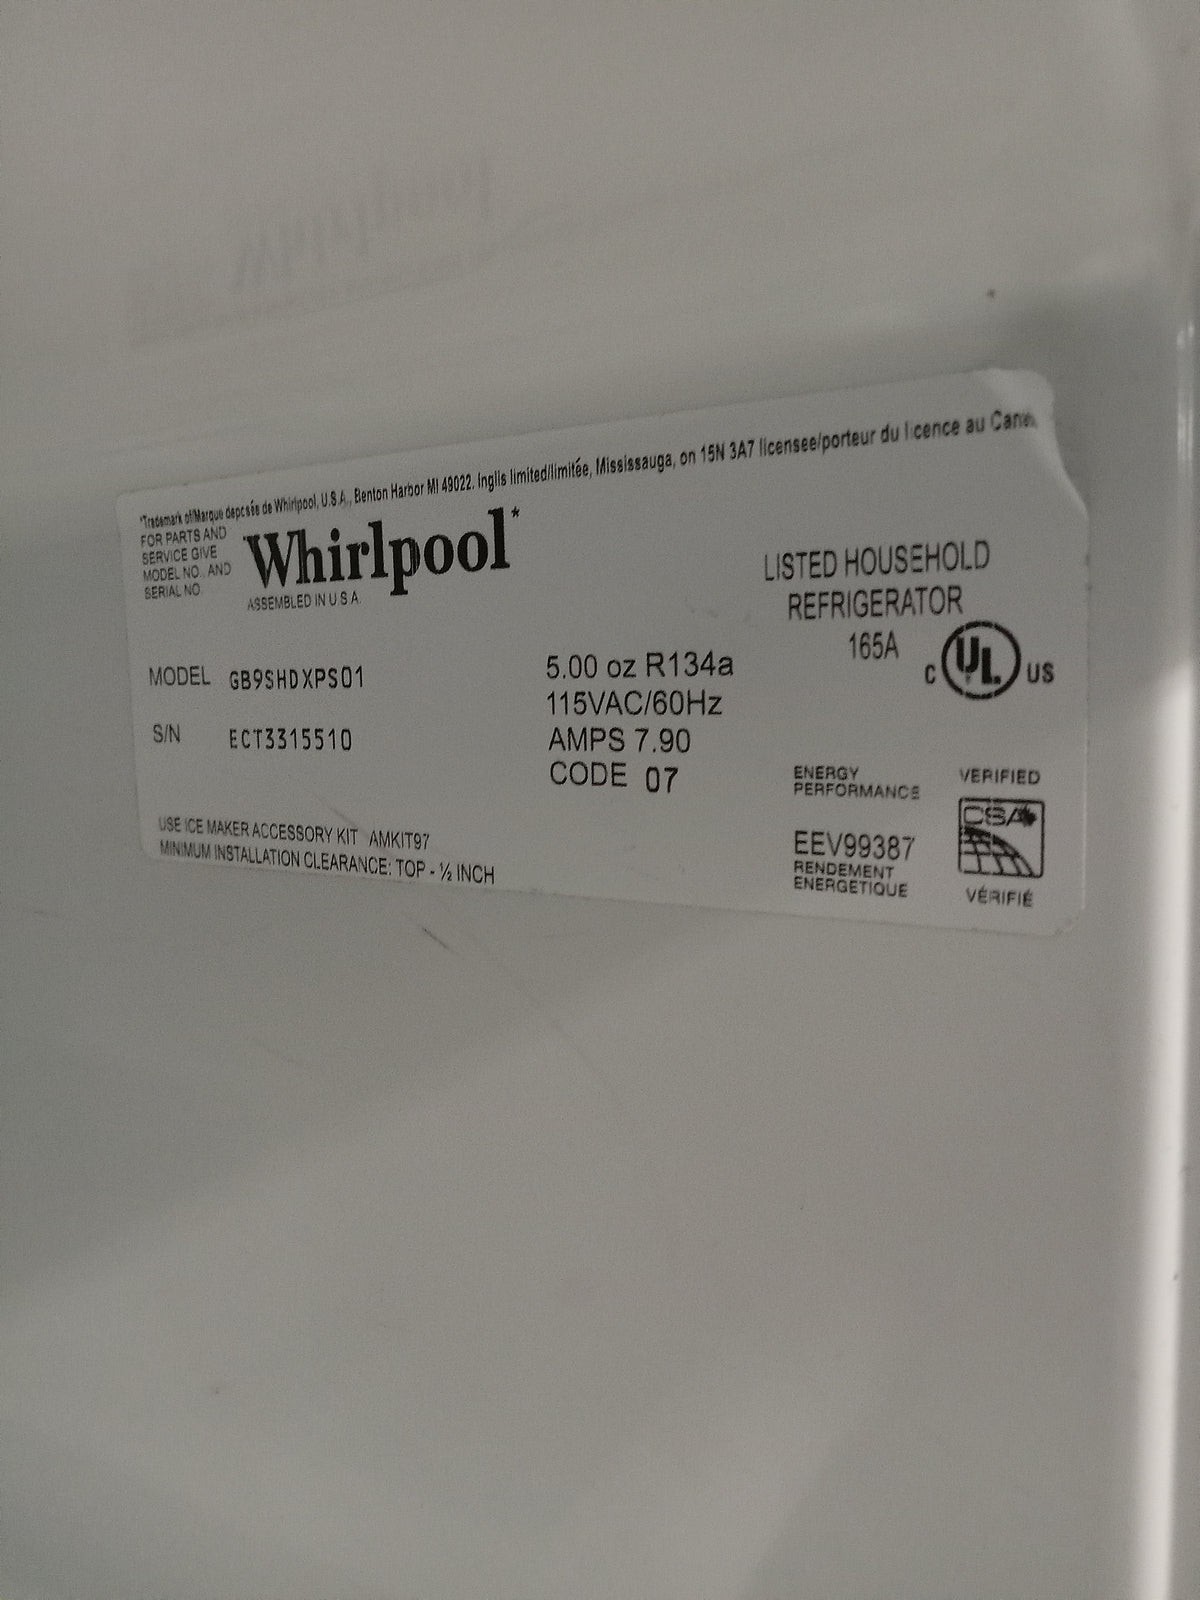 *Trademark of/Marque deposée de Whirlpool, U.S.A., Benton Harbor MI 49022. Inglis limited/limitée, Mississauga, on 15N 3A7 licensee/porteur du licence au
FOR PARTS AND
SERVICE GIVE
MODEL NO., AND
SERIAL NO.
Whirlpool*
ASSEMBLED IN U S A.
LISTED HOUSEHOLD
REFRIGERATOR
165A
C UL US
MODEL GB9SHDXPS01
S/N ECT3315510
5.00 oz R134a
115VAC/60Hz
AMPS 7.90
CODE 07
ENERGY
PERFORMANCE
EEV99387
RENDEMENT
ENERGETIQUE
VERIFIED
CSA
VÉRIFIÉ
USE ICE MAKER ACCESSORY KIT AMKIT97
MINIMUM INSTALLATION CLEARANCE: TOP - ½ INCH